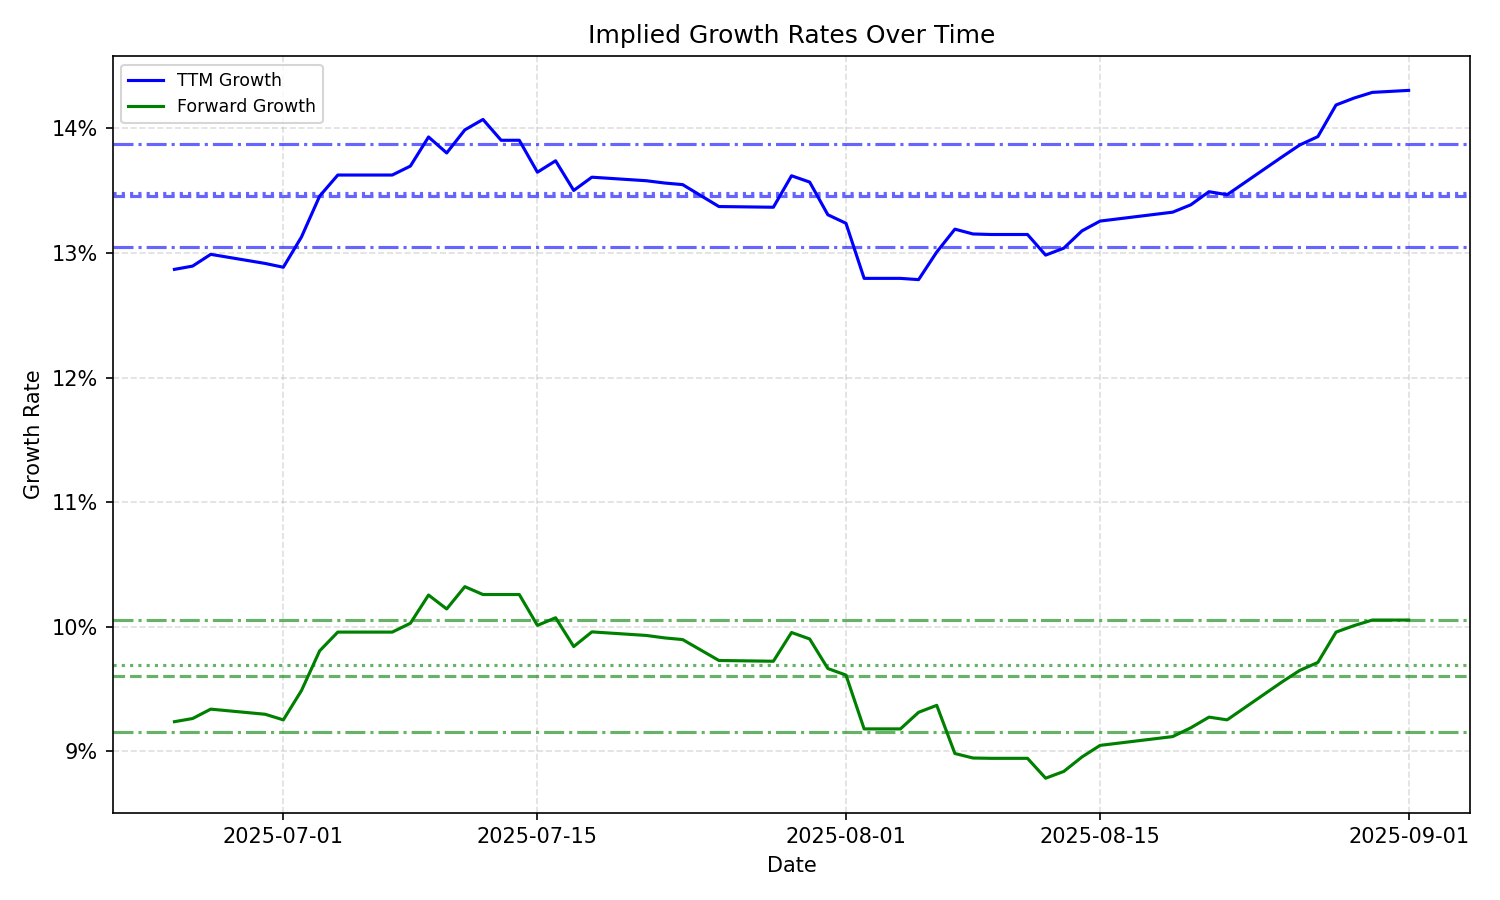 Implied Growth Rates Over Time
TTM Growth
Forward Growth
14%
13%
12%
11%
10%
9%
Growth Rate
2025-07-01
2025-07-15
2025-08-01
2025-08-15
2025-09-01
Date